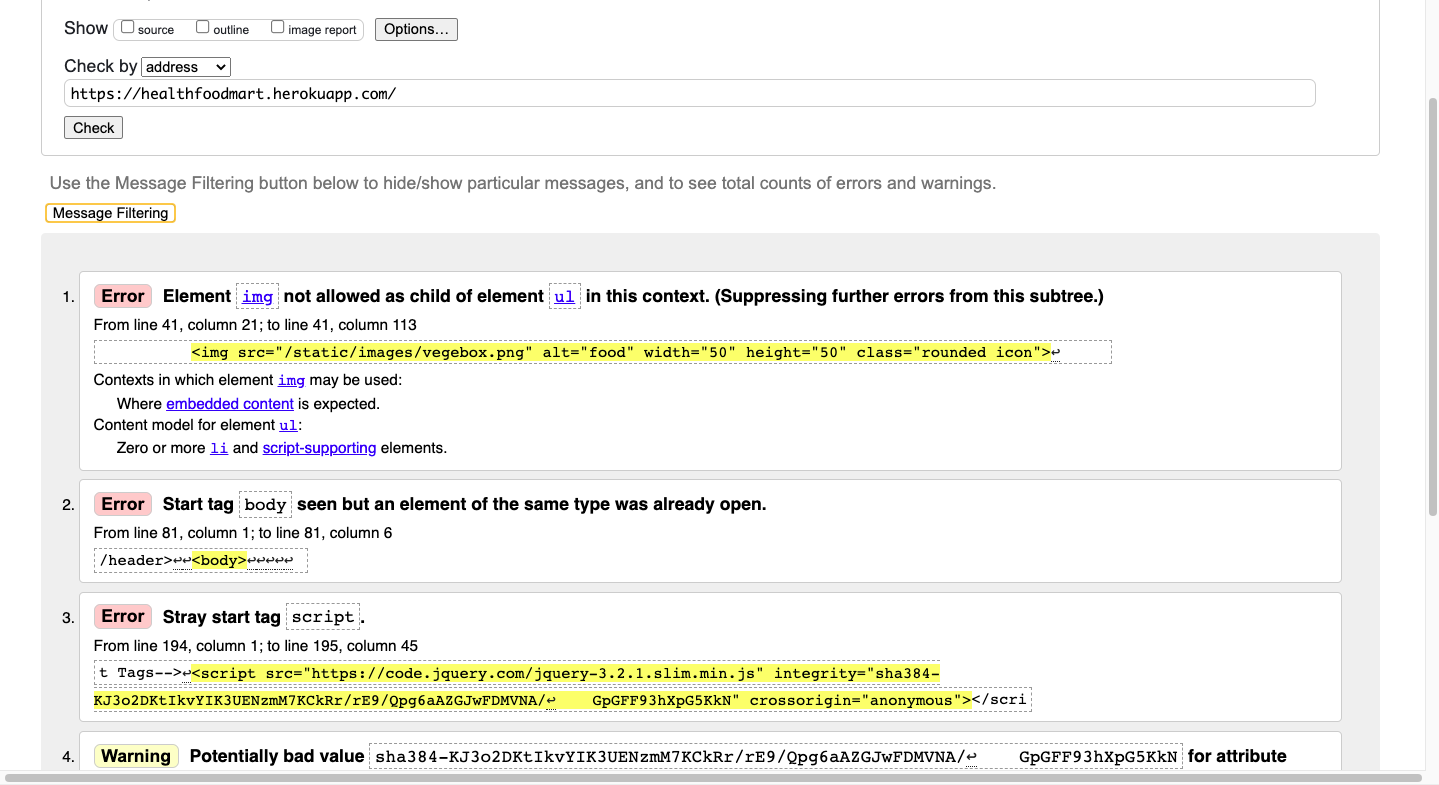 Show source outline image report Options...
Check by address
https://healthfoodmart.herokuapp.com/
Check
Use the Message Filtering button below to hide/show particular messages, and to see total counts of errors and warnings.
Message Filtering
1. Error Element img not allowed as child of element ul in this context. (Suppressing further errors from this subtree.)
From line 41, column 21; to line 41, column 113
<img src="/static/images/vegebox.png" alt="food" width="50" height="50" class="rounded icon">↩
Contexts in which element img may be used:
Where embedded content is expected.
Content model for element ul:
Zero or more li and script-supporting elements.
2. Error Start tag body seen but an element of the same type was already open.
From line 81, column 1; to line 81, column 6
/header>↩↩<body>↩↩↩↩↩
3. Error Stray start tag script.
From line 194, column 1; to line 195, column 45
t Tags-->↩<script src="https://code.jquery.com/jquery-3.2.1.slim.min.js" integrity="sha384-
KJ3o2DKtIkvYIK3UENzmM7KCkRr/rE9/Qpg6aAZGJwFDMVNA/↩ GpGFF93hXpG5KkN" crossorigin="anonymous"></scri
4. Warning Potentially bad value sha384-KJ3o2DKtIkvYIK3UENzmM7KCkRr/rE9/Qpg6aAZGJwFDMVNA/↩ GpGFF93hXpG5KkN for attribute